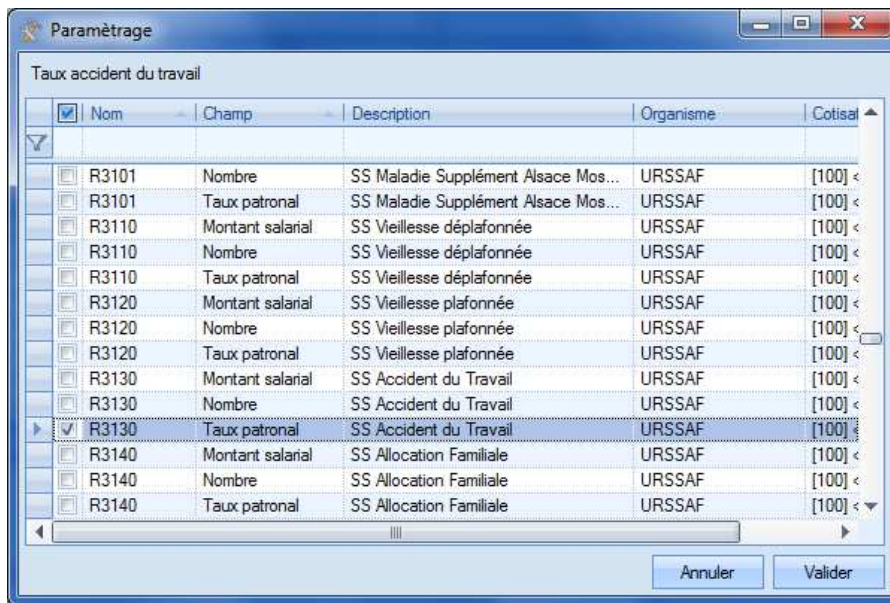 Paramètrage
Taux accident du travail
Nom Champ Description Organisme Cotisat
R3101 Nombre SS Maladie Supplément Alsace Mos... URSSAF [100] <
R3101 Taux patronal SS Maladie Supplément Alsace Mos... URSSAF [100] <
R3110 Montant salarial SS Vieillesse déplafonnée URSSAF [100] <
R3110 Nombre SS Vieillesse déplafonnée URSSAF [100] <
R3110 Taux patronal SS Vieillesse déplafonnée URSSAF [100] <
R3120 Montant salarial SS Vieillesse plafonnée URSSAF [100] <
R3120 Nombre SS Vieillesse plafonnée URSSAF [100] <
R3120 Taux patronal SS Vieillesse plafonnée URSSAF [100] <
R3130 Montant salarial SS Accident du Travail URSSAF [100] <
R3130 Nombre SS Accident du Travail URSSAF [100] <
R3130 Taux patronal SS Accident du Travail URSSAF [100] <
R3140 Montant salarial SS Allocation Familiale URSSAF [100] <
R3140 Nombre SS Allocation Familiale URSSAF [100] <
R3140 Taux patronal SS Allocation Familiale URSSAF [100] <
Annuler Valider